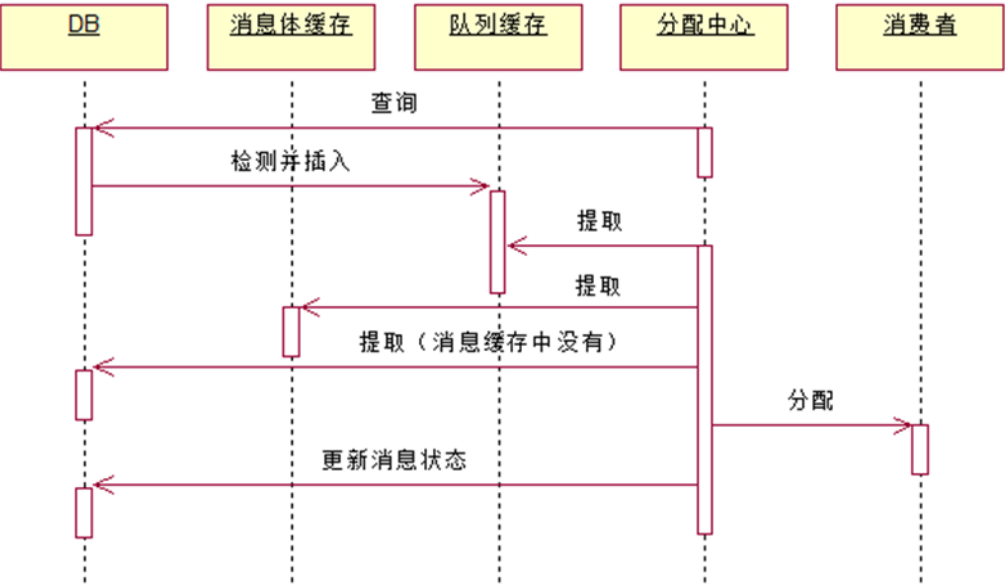 DB
消息体缓存
队列缓存
分配中心
消费者
查询
检测并插入
提取
提取
提取（消息缓存中没有）
分配
更新消息状态